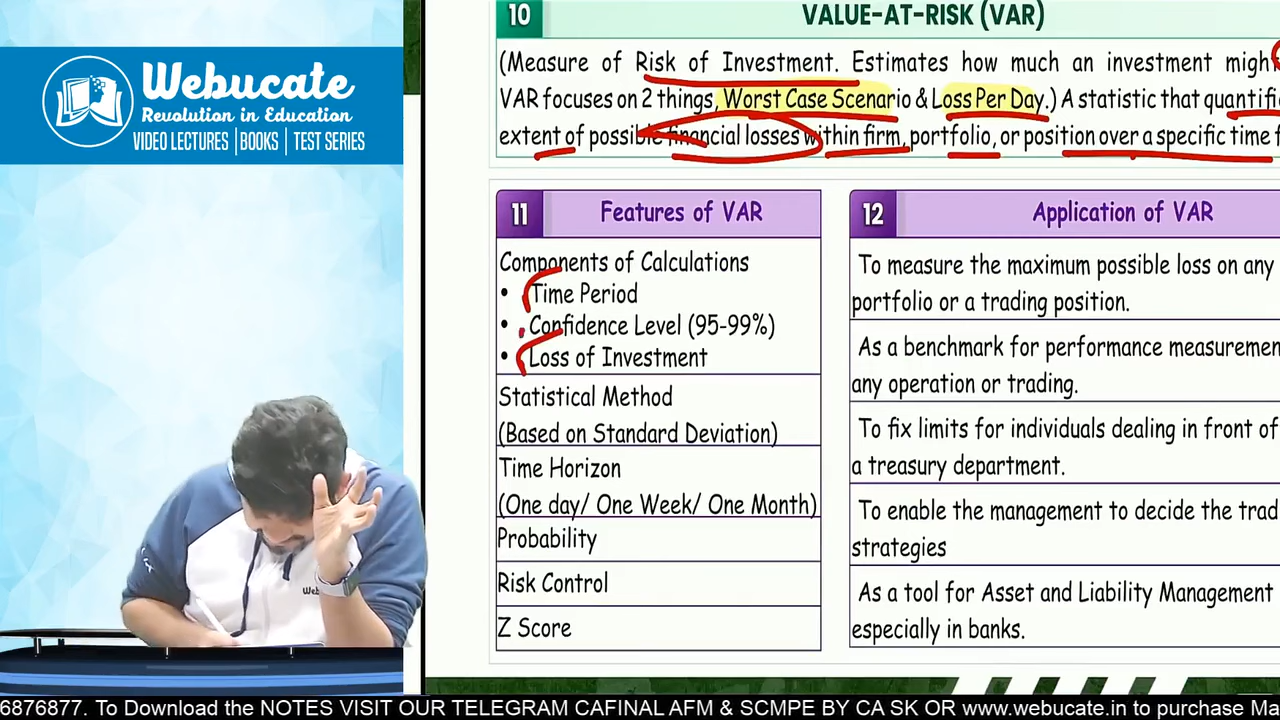 Webucate
Revolution in Education
VIDEO LECTURES | BOOKS | TEST SERIES
10 VALUE-AT-RISK (VAR)
(Measure of Risk of Investment. Estimates how much an investment migh
VAR focuses on 2 things, Worst Case Scenario & Loss Per Day.) A statistic that quantifi
extent of possible financial losses within firm, portfolio, or position over a specific time
11 Features of VAR
Components of Calculations
• Time Period
• Confidence Level (95-99%)
• Loss of Investment
Statistical Method
(Based on Standard Deviation)
Time Horizon
(One day/ One Week/ One Month)
Probability
Risk Control
Z Score
12 Application of VAR
To measure the maximum possible loss on any
portfolio or a trading position.
As a benchmark for performance measuremen
any operation or trading.
To fix limits for individuals dealing in front of
a treasury department.
To enable the management to decide the trad
strategies
As a tool for Asset and Liability Management
especially in banks.
6876877. To Download the NOTES VISIT OUR TELEGRAM CAFINAL AFM & SCMPE BY CA SK OR www.webucate.in to purchase Ma